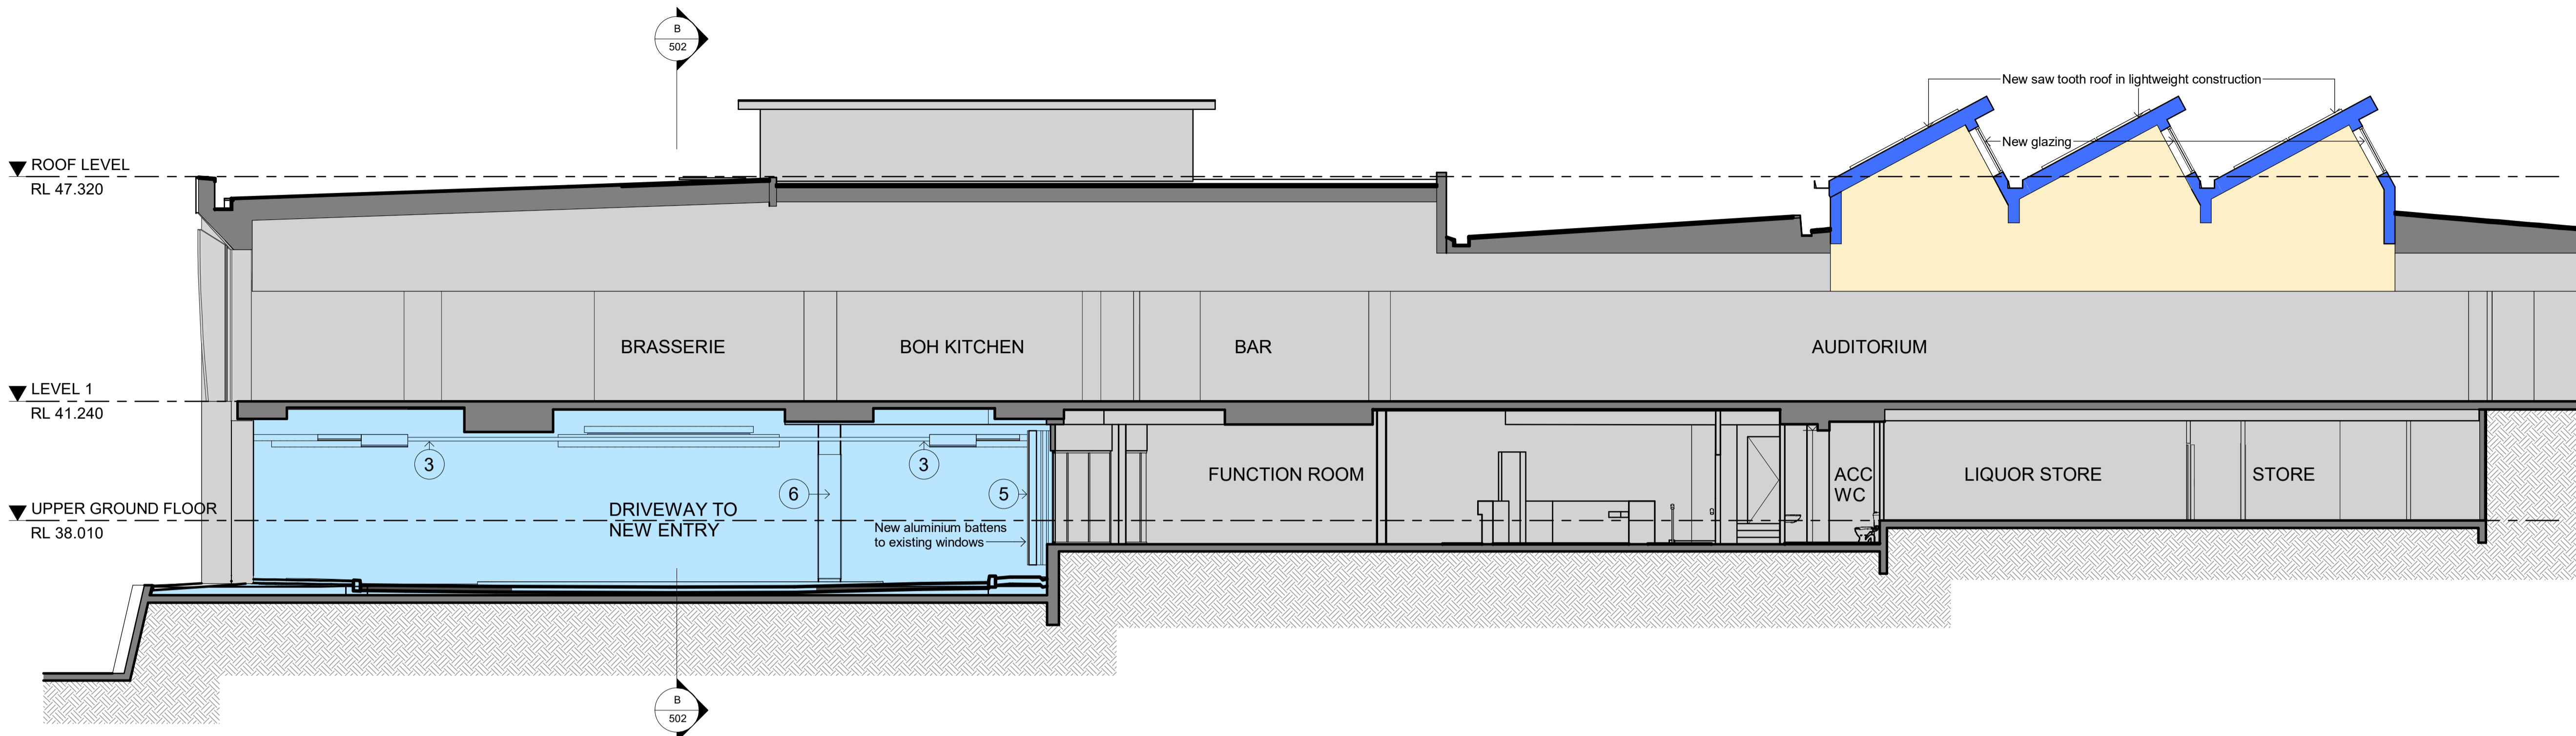 B
502
New saw tooth roof in lightweight construction
New glazing
ROOF LEVEL
RL 47.320
BRASSERIE
BOH KITCHEN
BAR
AUDITORIUM
LEVEL 1
RL 41.240
3
3
FUNCTION ROOM
ACC
WC
LIQUOR STORE
STORE
6
5
UPPER GROUND FLOOR
RL 38.010
DRIVEWAY TO
NEW ENTRY
New aluminium battens
to existing windows
B
502